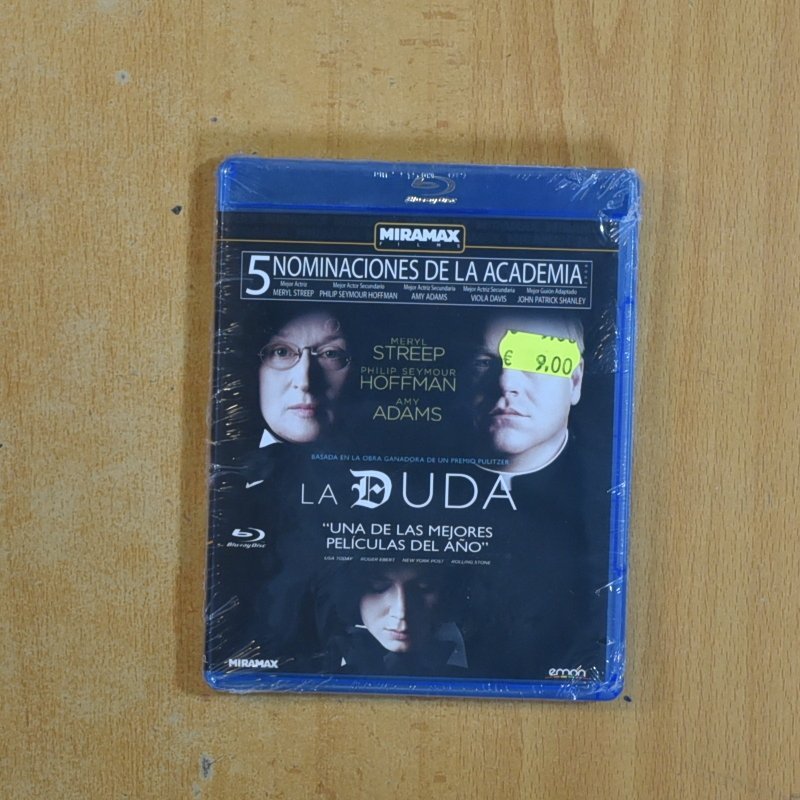 Blu-ray Disc
MIRAMAX
FILMS
5 NOMINACIONES DE LA ACADEMIA
Mejor Actriz
MERYL STREEP
Mejor Actor Secundario
PHILIP SEYMOUR HOFFMAN
Mejor Actriz Secundaria
AMY ADAMS
Mejor Actriz Secundaria
VIOLA DAVIS
Mejor Guión Adaptado
JOHN PATRICK SHANLEY
MERYL
STREEP
PHILIP SEYMOUR
HOFFMAN
AMY
ADAMS
€ 9,00
BASADA EN LA OBRA GANADORA DE UN PREMIO PULITZER
LA DUDA
"UNA DE LAS MEJORES
PELÍCULAS DEL AÑO"
USA TODAY ROGER EBERT NEW YORK POST ROLLING STONE
Blu-ray Disc
MIRAMAX
emon